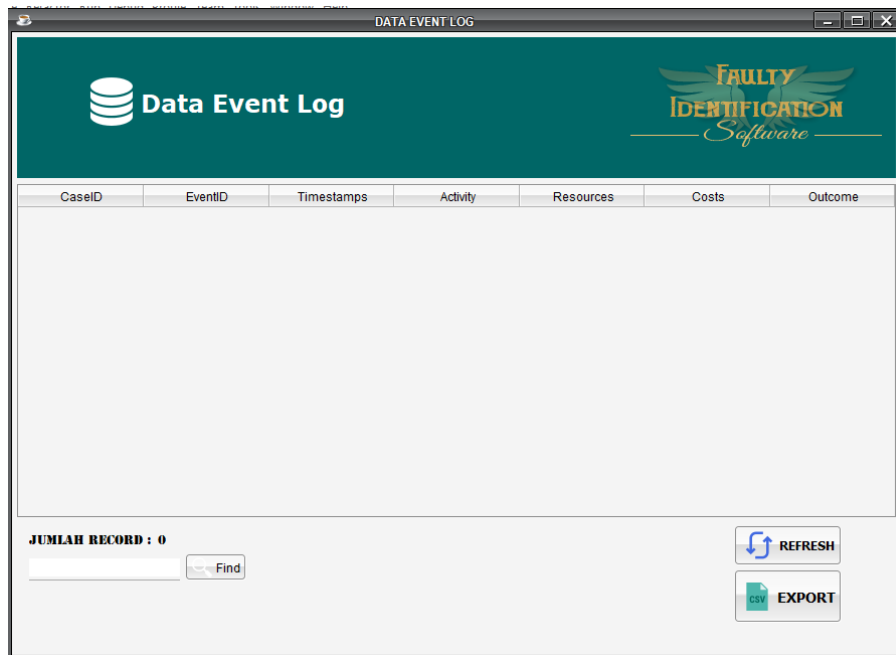 DATA EVENT LOG
Data Event Log
FAULTY
IDENTIFICATION
Software
CaseID EventID Timestamps Activity Resources Costs Outcome
JUMLAH RECORD : 0
Find
REFRESH
CSV EXPORT